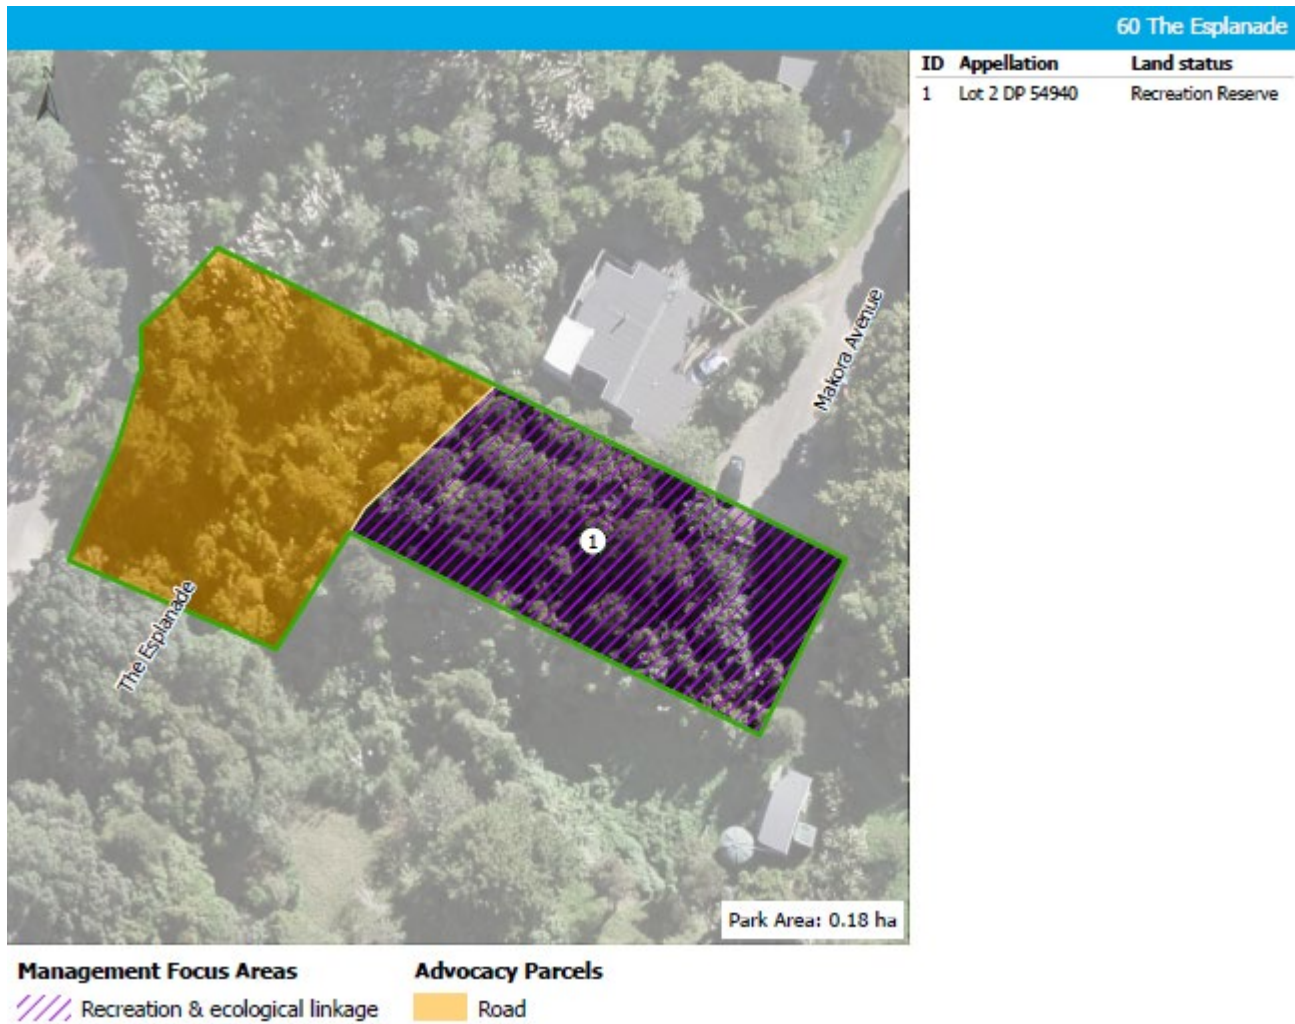 60 The Esplanade
ID Appellation Land status
1 Lot 2 DP 54940 Recreation Reserve
N
Makora Avenue
1
The Esplanade
Park Area: 0.18 ha
Management Focus Areas Advocacy Parcels
Recreation & ecological linkage Road